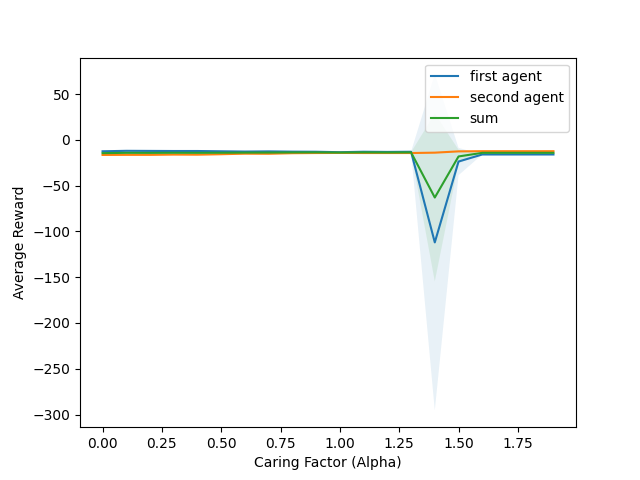 first agent
second agent
sum
50
0
−50
−100
−150
−200
−250
−300
Average Reward
0.00 0.25 0.50 0.75 1.00 1.25 1.50 1.75
Caring Factor (Alpha)